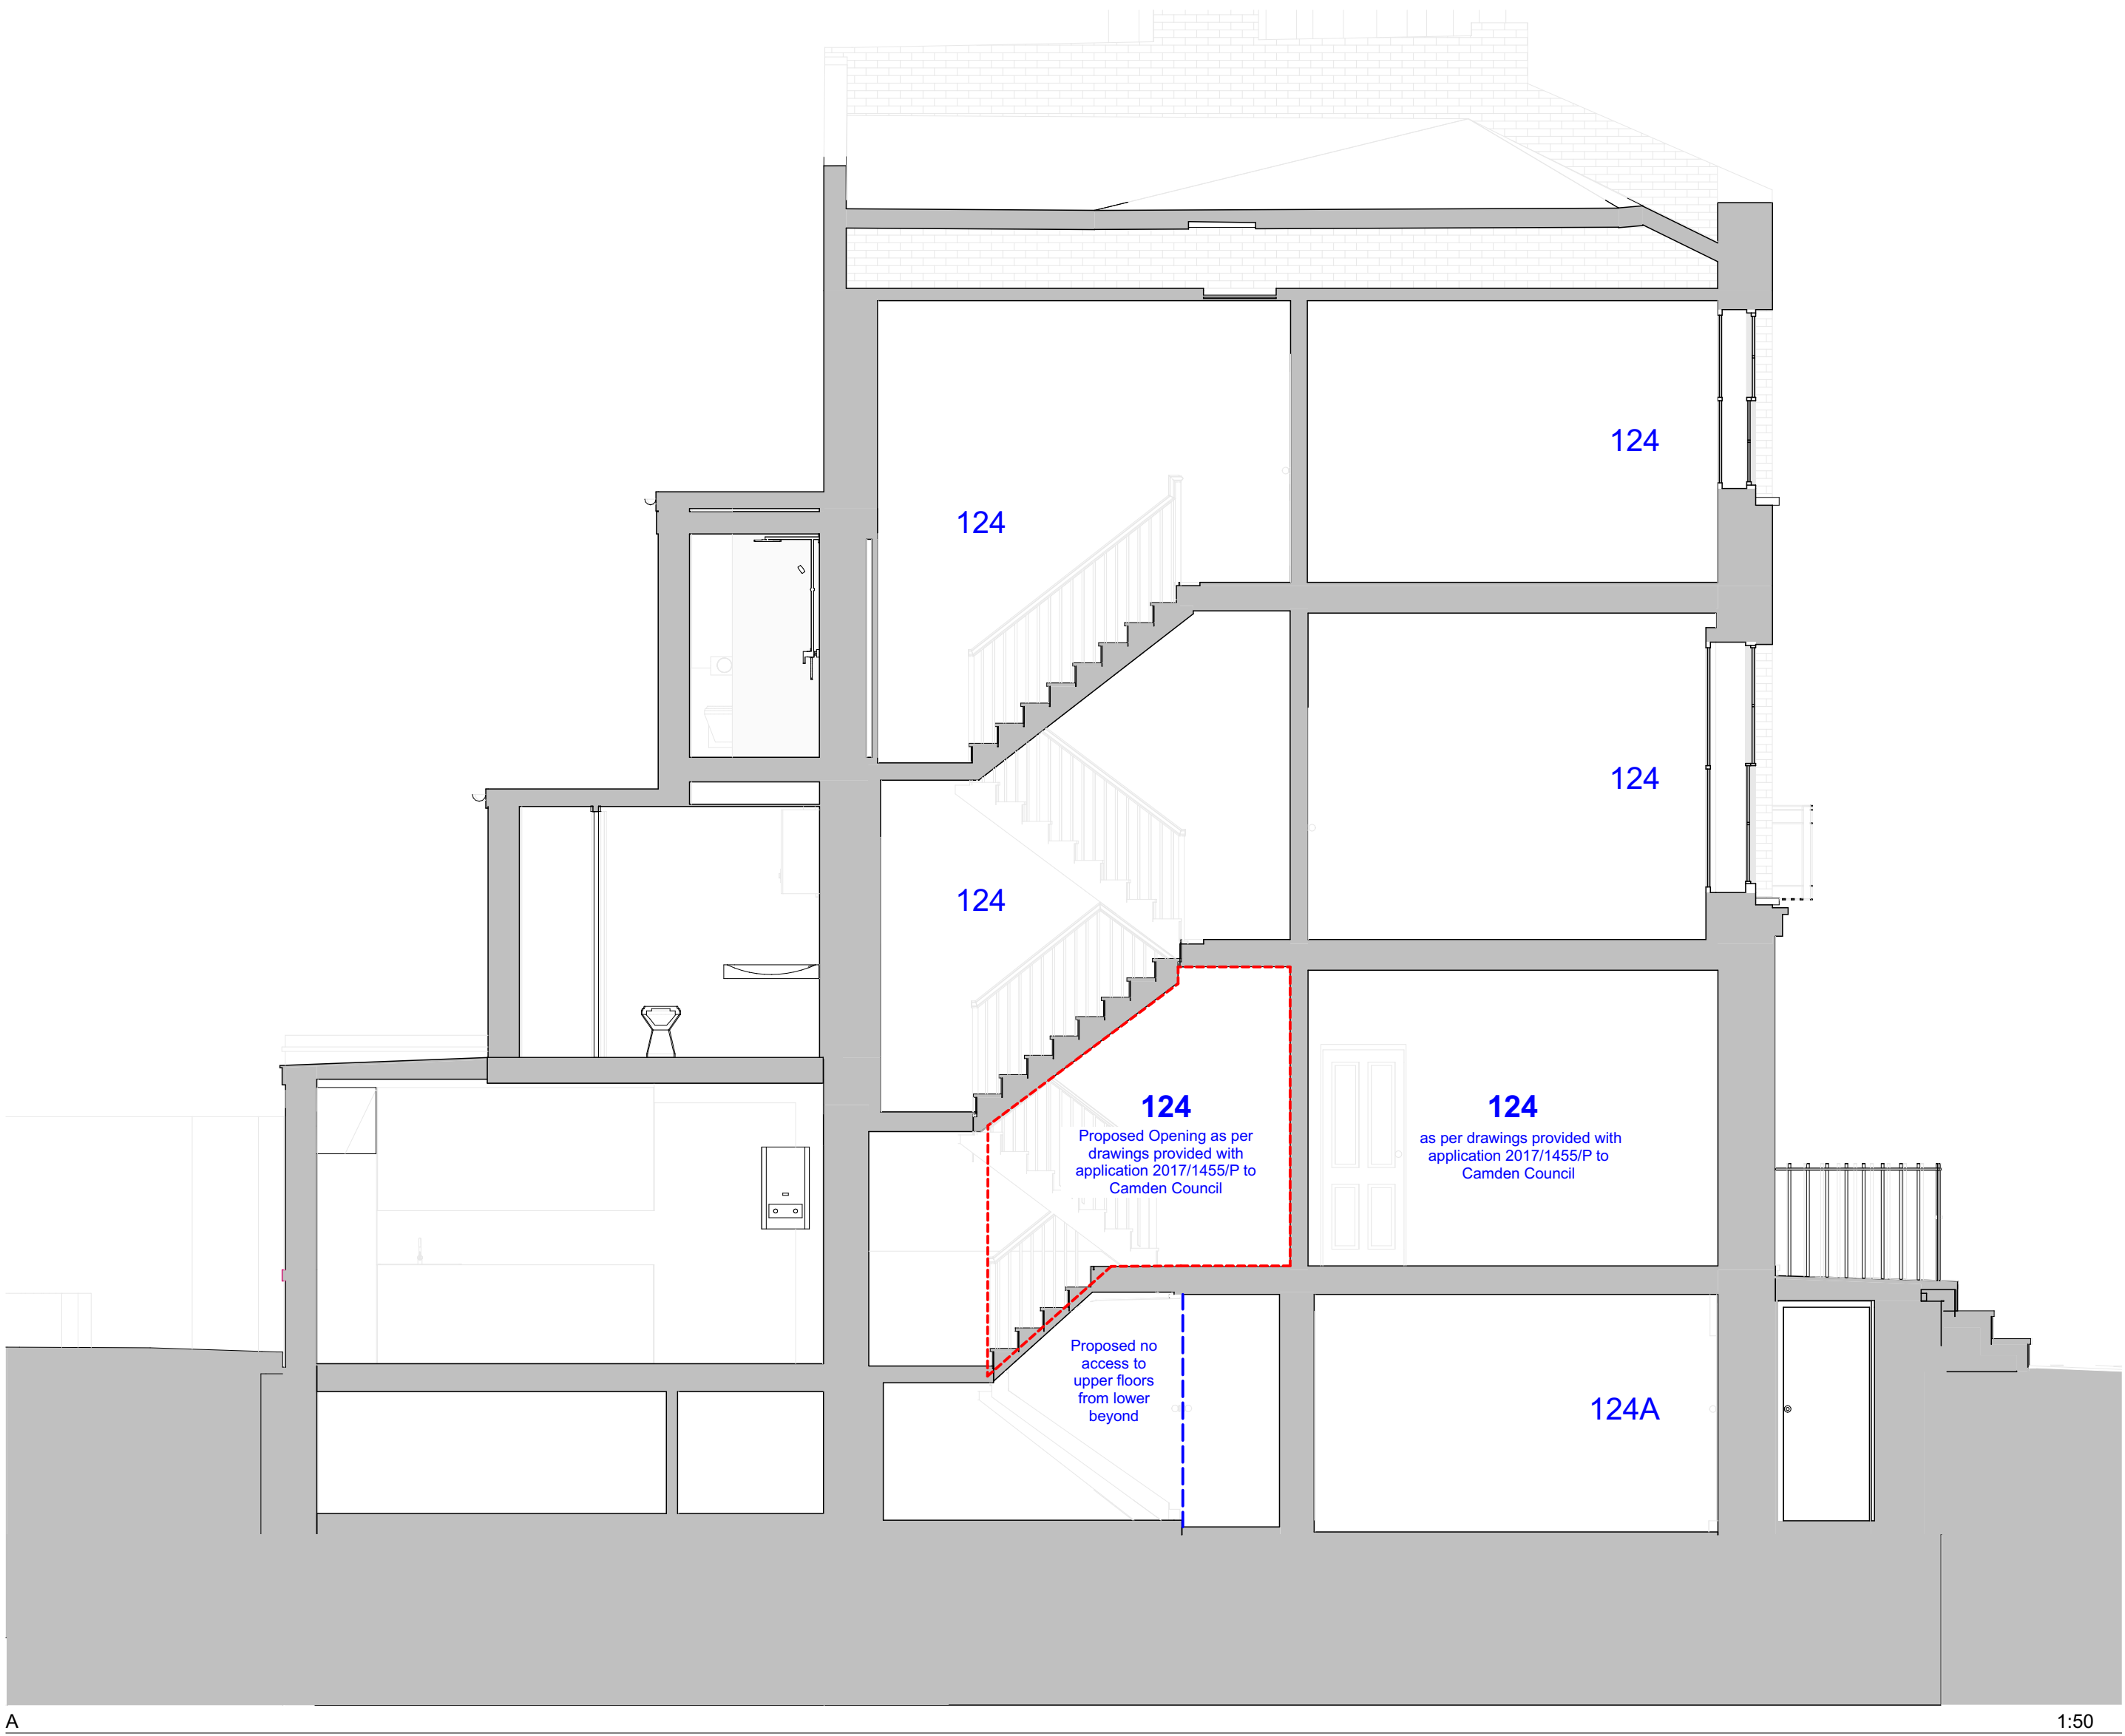 124
124
124
124
124
Proposed Opening as per
drawings provided with
application 2017/1455/P to
Camden Council
124
as per drawings provided with
application 2017/1455/P to
Camden Council
Proposed no
access to
upper floors
from lower
beyond
124A
A
1:50